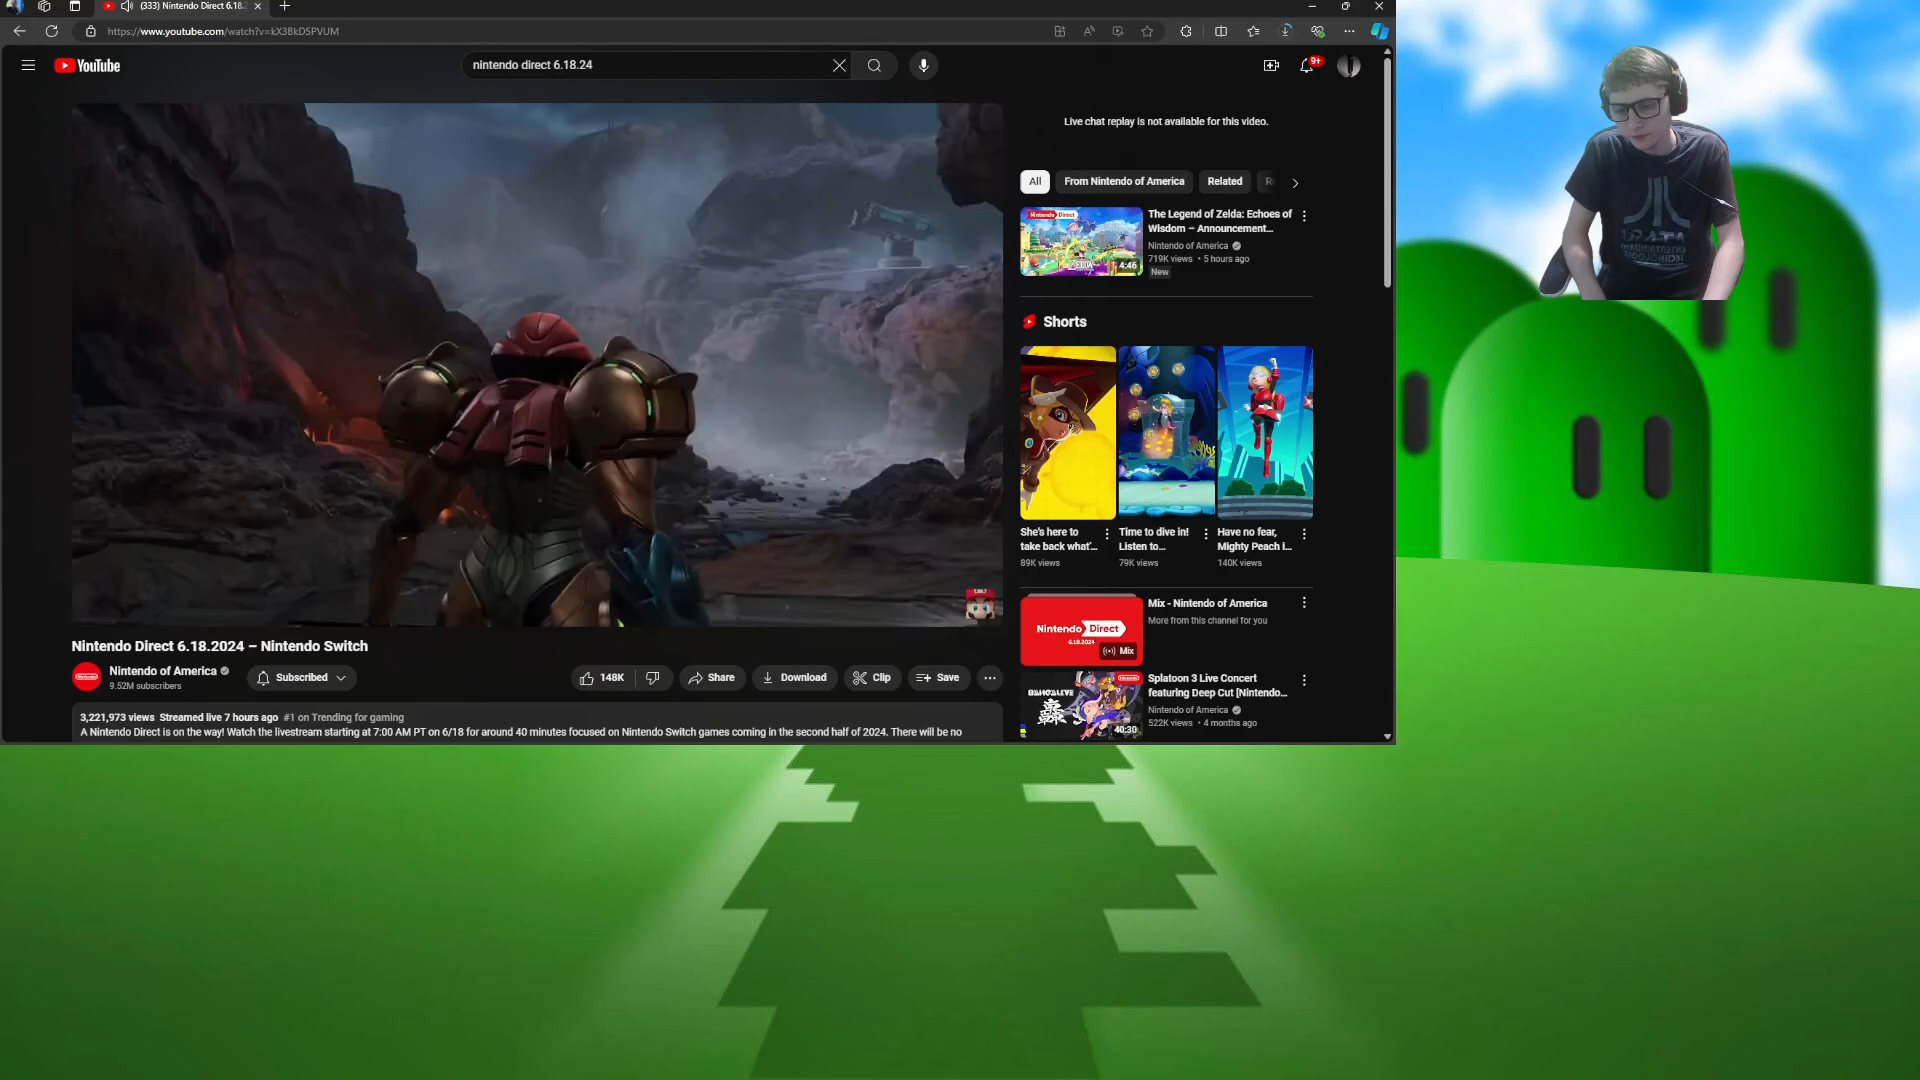 (333) Nintendo Direct 6.18.2
https://www.youtube.com/watch?v=kX3BkD5PVUM
YouTube
nintendo direct 6.18.24
9+
Live chat replay is not available for this video.
All
From Nintendo of America
Related
Nintendo Direct
4:46
The Legend of Zelda: Echoes of
Wisdom – Announcement...
Nintendo of America
719K views • 5 hours ago
New
Shorts
She's here to
take back what'...
89K views
Time to dive in!
Listen to...
79K views
Have no fear,
Mighty Peach i...
140K views
Nintendo Direct
6.18.2024
Mix
Mix - Nintendo of America
More from this channel for you
40:30
Splatoon 3 Live Concert
featuring Deep Cut [Nintendo...
Nintendo of America
522K views • 4 months ago
Nintendo Direct 6.18.2024 – Nintendo Switch
Nintendo of America
9.52M subscribers
Subscribed
148K
Share
Download
Clip
Save
3,221,973 views Streamed live 7 hours ago #1 on Trending for gaming
A Nintendo Direct is on the way! Watch the livestream starting at 7:00 AM PT on 6/18 for around 40 minutes focused on Nintendo Switch games coming in the second half of 2024. There will be no